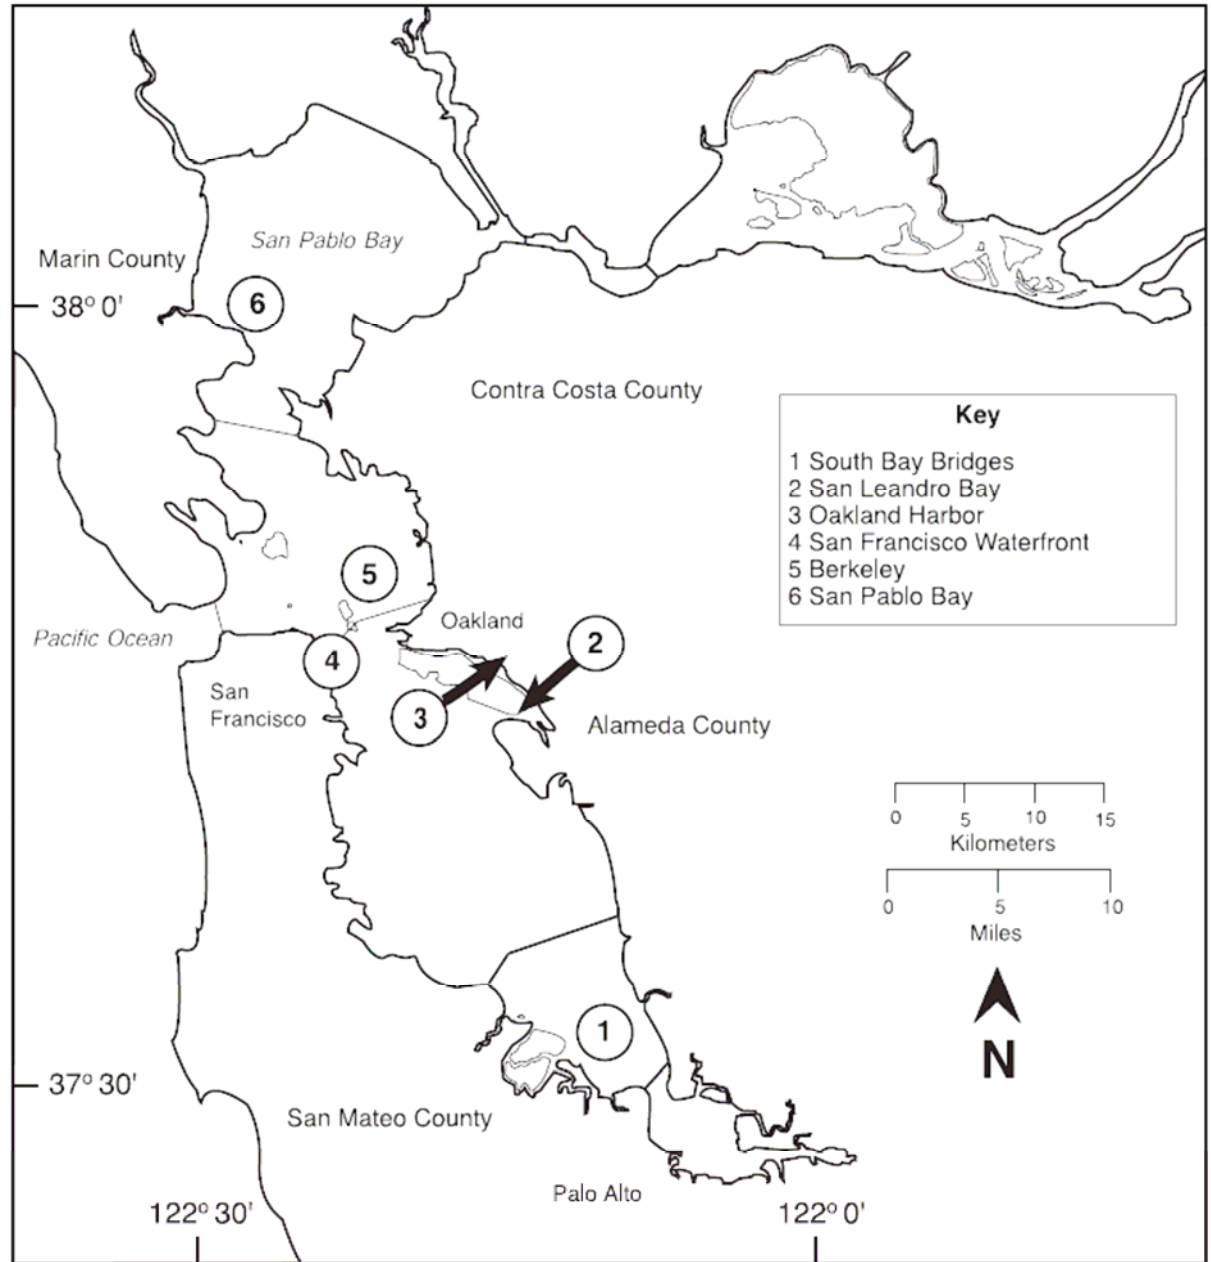 San Pablo Bay
Marin County
6
38° 0'
Contra Costa County
Key
1 South Bay Bridges
2 San Leandro Bay
3 Oakland Harbor
4 San Francisco Waterfront
5 Berkeley
6 San Pablo Bay
5
Oakland
Pacific Ocean
2
4
San
Francisco
3
Alameda County
0 5 10 15
Kilometers
0 5 10
Miles
1
N
37° 30'
San Mateo County
Palo Alto
122° 30'
122° 0'